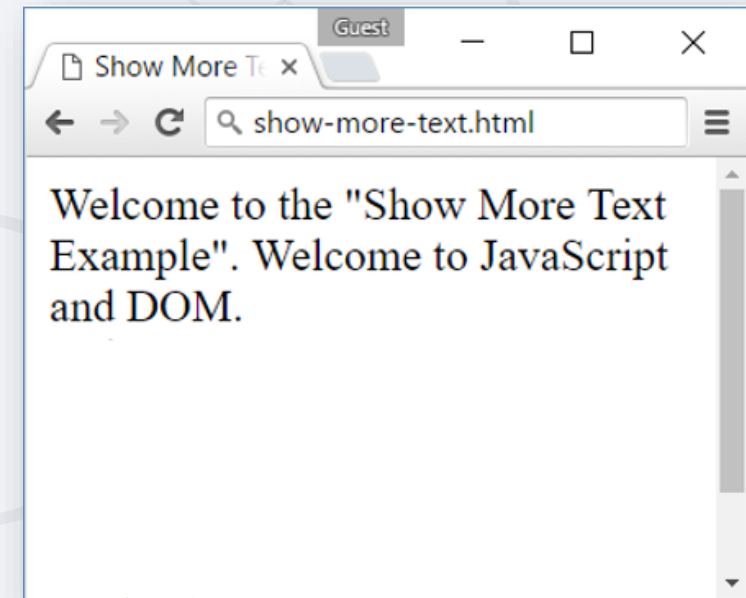 Guest
Show More Te
show-more-text.html
Welcome to the "Show More Text
Example". Welcome to JavaScript
and DOM.